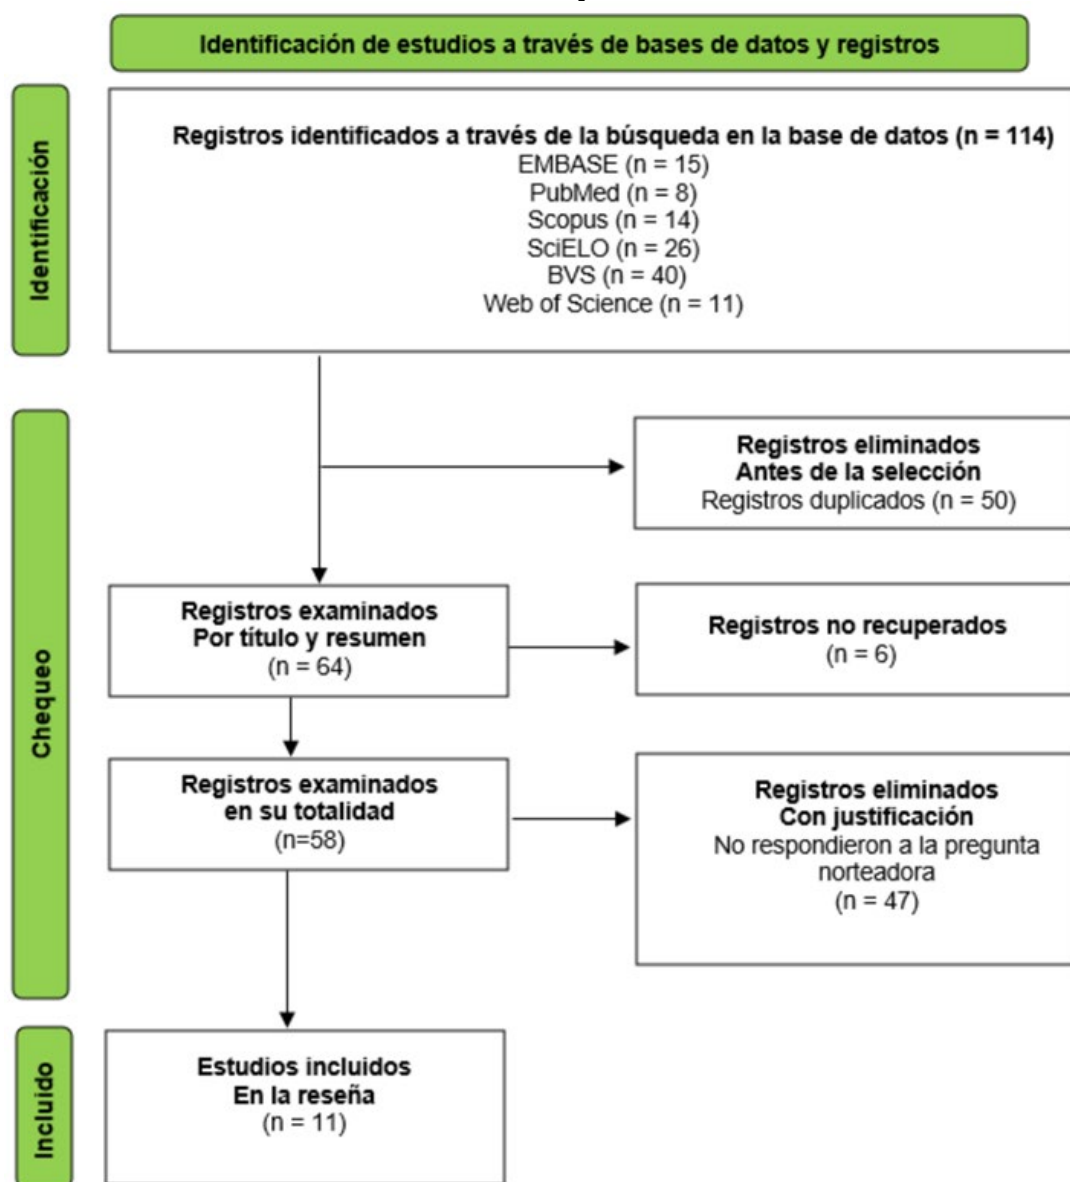 Identificación de estudios a través de bases de datos y registros
Identificación
Registros identificados a través de la búsqueda en la base de datos (n = 114)
EMBASE (n = 15)
PubMed (n = 8)
Scopus (n = 14)
SciELO (n = 26)
BVS (n = 40)
Web of Science (n = 11)
Chequeo
Registros eliminados
Antes de la selección
Registros duplicados (n = 50)
Registros examinados
Por título y resumen
(n = 64)
Registros no recuperados
(n = 6)
Registros examinados
en su totalidad
(n=58)
Registros eliminados
Con justificación
No respondieron a la pregunta
norteadora
(n = 47)
Incluido
Estudios incluidos
En la reseña
(n = 11)